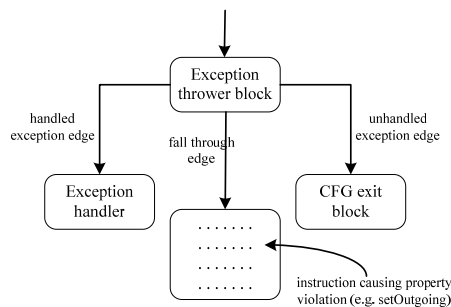 Exception
thrower block
handled
exception edge
fall through
edge
unhandled
exception edge
Exception
handler
CFG exit
block
.......
.......
.......
.......
instruction causing property
violation (e.g. setOutgoing)